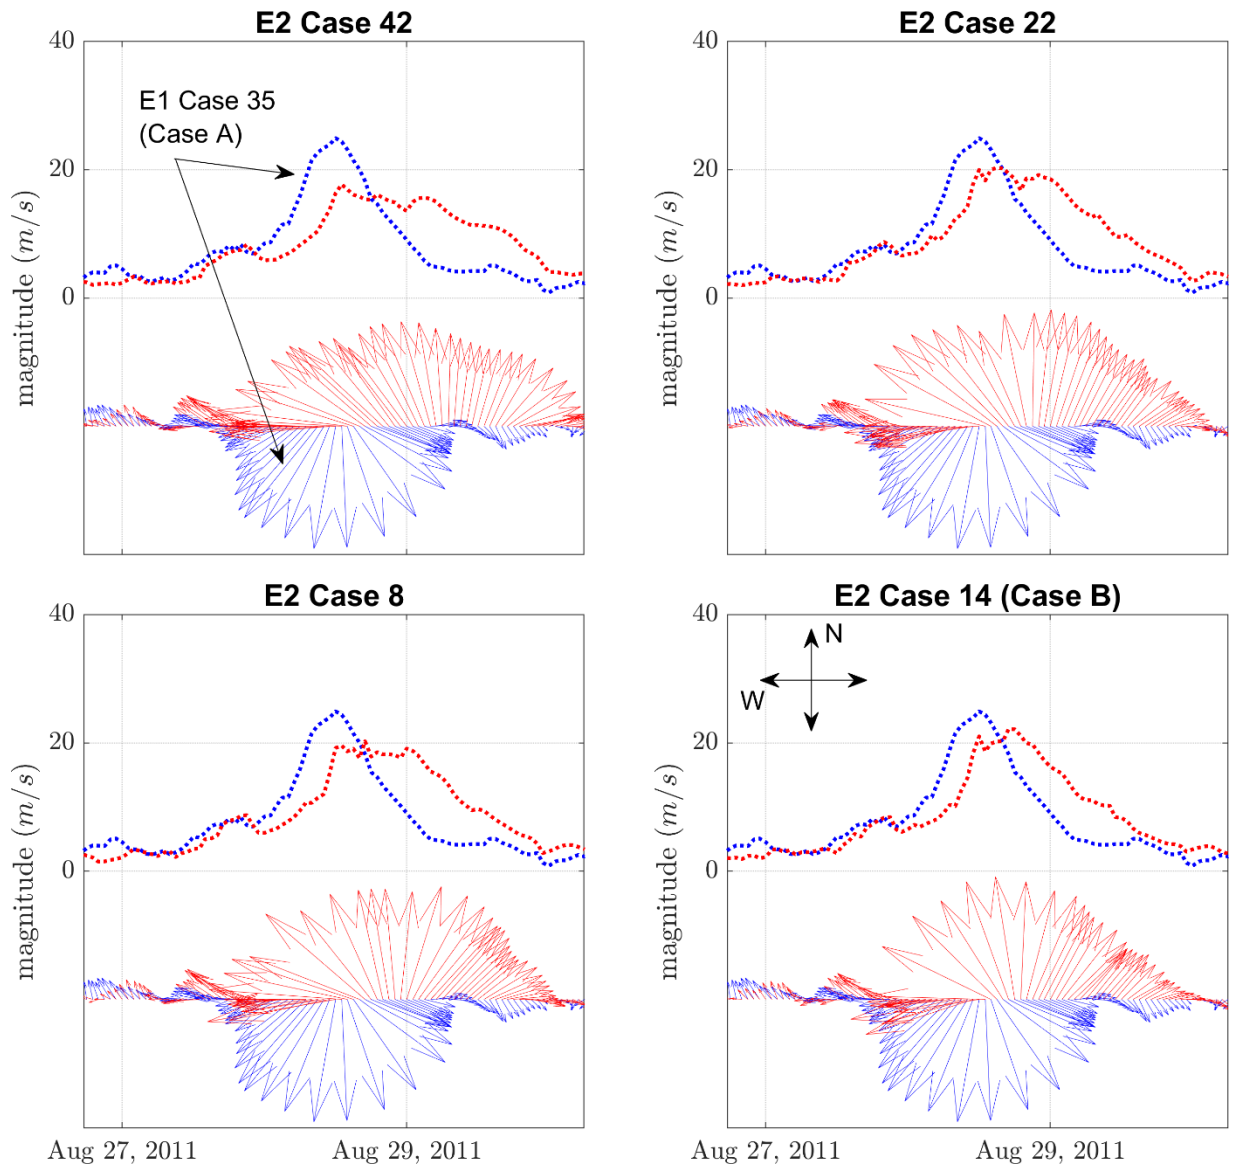 E2 Case 42
40
E1 Case 35
(Case A)
20
0
magnitude (m/s)
E2 Case 22
40
20
0
magnitude (m/s)
E2 Case 8
40
20
0
magnitude (m/s)
Aug 27, 2011
Aug 29, 2011
E2 Case 14 (Case B)
40
N
W
20
0
magnitude (m/s)
Aug 27, 2011
Aug 29, 2011